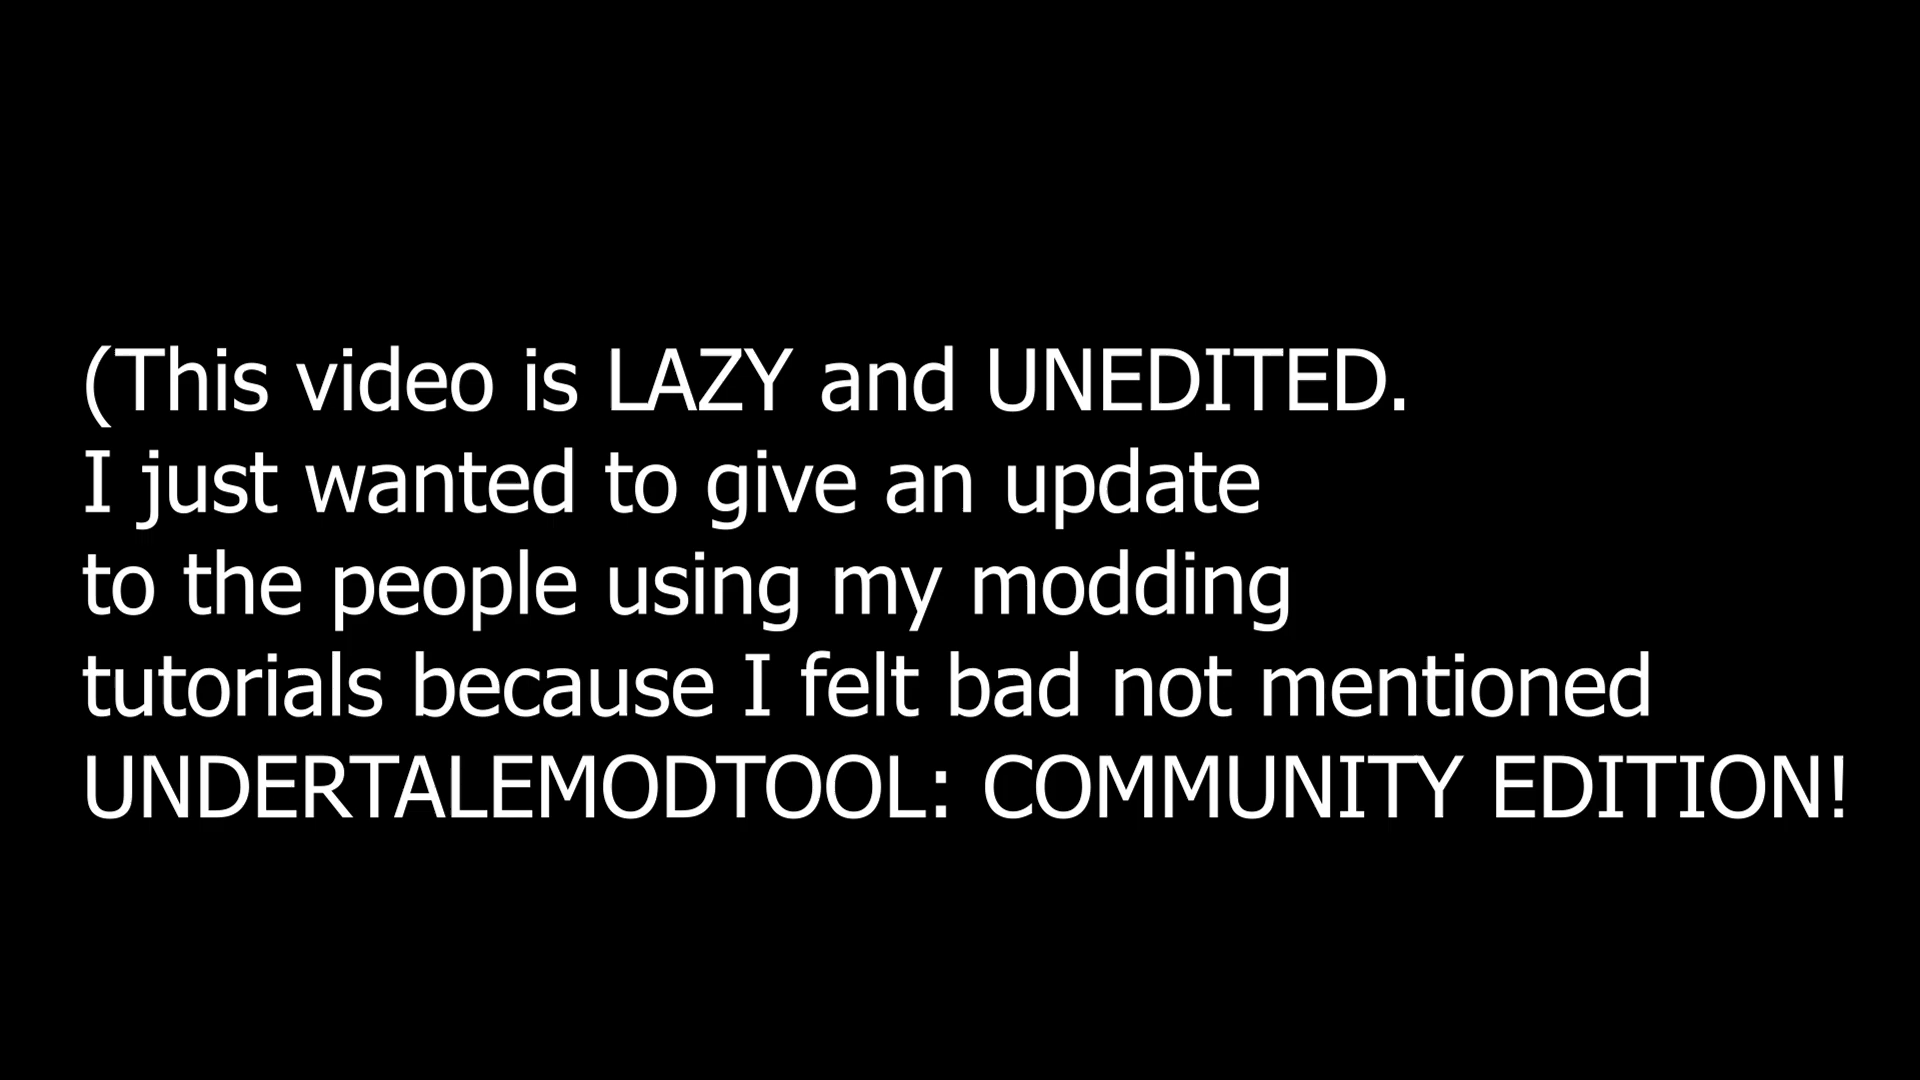 (This video is LAZY and UNEDITED.
I just wanted to give an update
to the people using my modding
tutorials because I felt bad not mentioned
UNDERTALEMODTOOL: COMMUNITY EDITION!